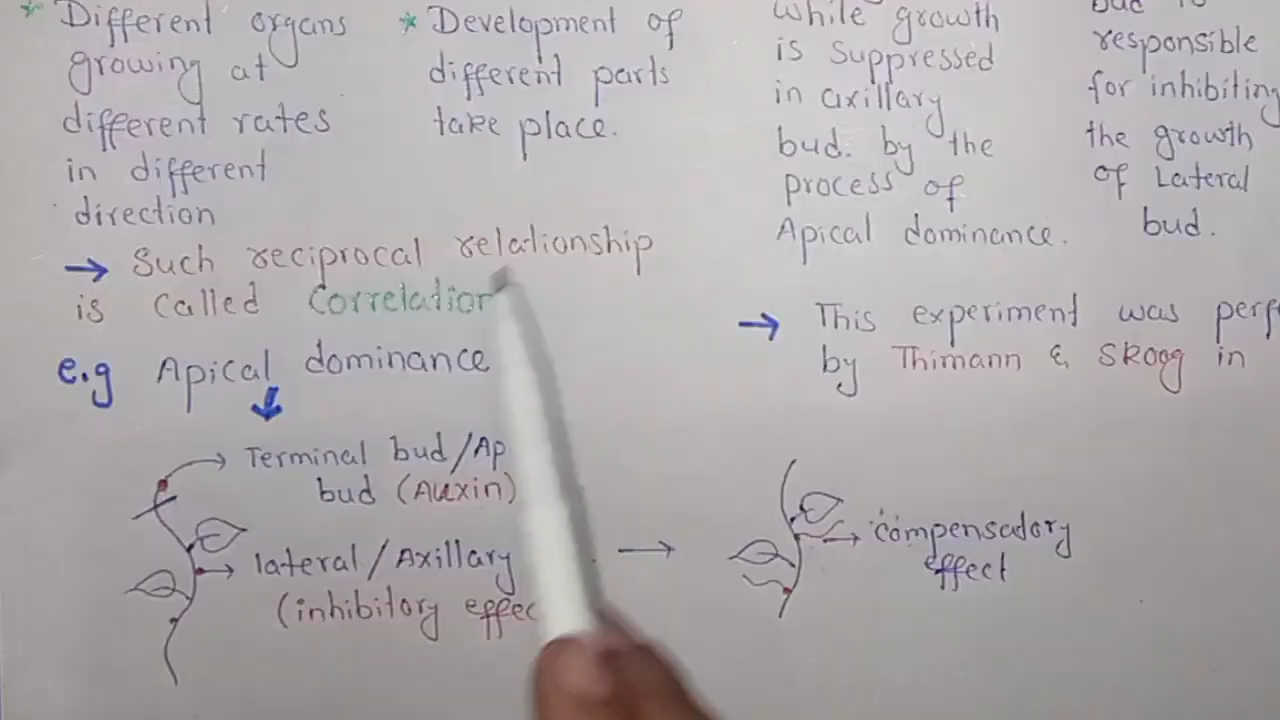 Different organs
growing at
different rates
in different
direction
Development of
different parts
take place.
→ Such reciprocal relationship
is called Correlation
e.g Apical dominance
Terminal bud/Ap
bud (Auxin)
lateral/Axillary
(inhibitory effec
while growth
is suppressed
in axillary
bud. by the
process of
Apical dominance.
responsible
for inhibiting
the growth
of Lateral
bud.
→ This experiment was perf
by Thimann & Skoog in
compensadory
effect